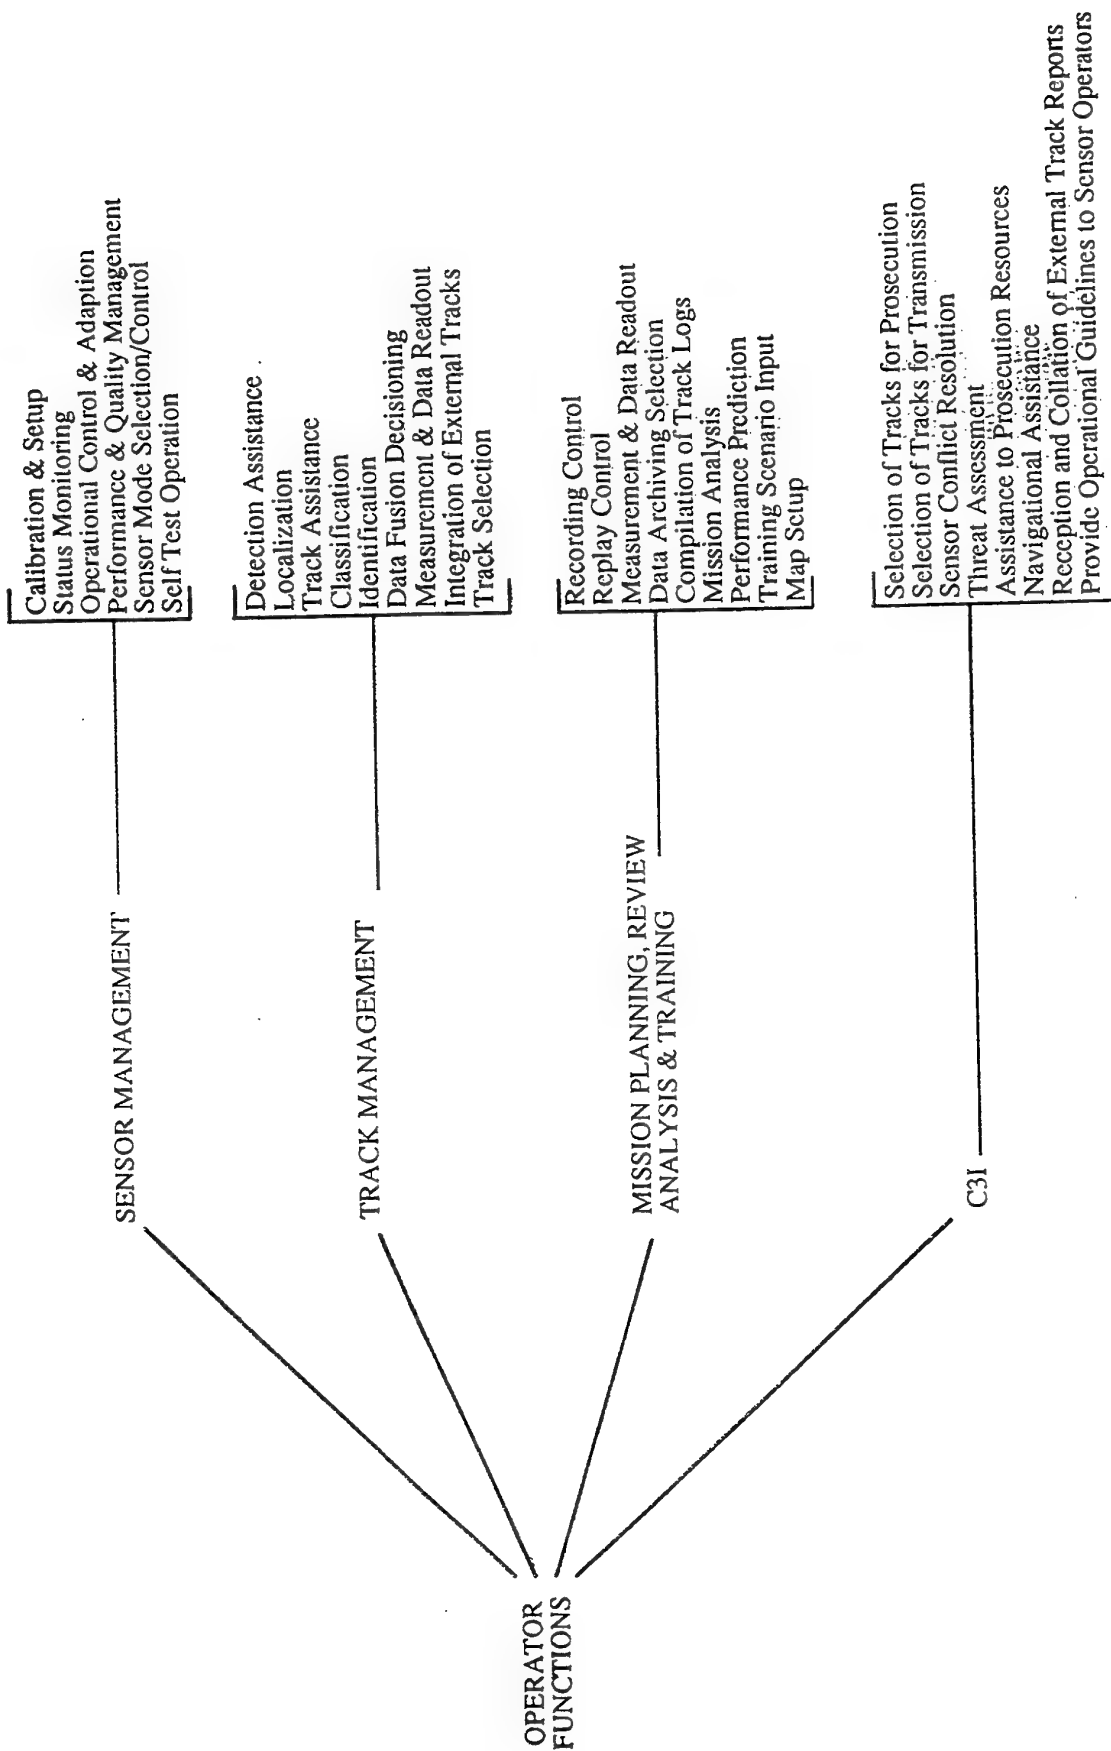 OPERATOR
FUNCTIONS
SENSOR MANAGEMENT
Calibration & Setup
Status Monitoring
Operational Control & Adaption
Performance & Quality Management
Sensor Mode Selection/Control
Self Test Operation
TRACK MANAGEMENT
Detection Assistance
Localization
Track Assistance
Classification
Identification
Data Fusion Decisioning
Measurement & Data Readout
Integration of External Tracks
Track Selection
MISSION PLANNING, REVIEW
ANALYSIS & TRAINING
Recording Control
Replay Control
Measurement & Data Readout
Data Archiving Selection
Compilation of Track Logs
Mission Analysis
Performance Prediction
Training Scenario Input
Map Setup
C3I
Selection of Tracks for Prosecution
Selection of Tracks for Transmission
Sensor Conflict Resolution
Threat Assessment
Assistance to Prosecution Resources
Navigational Assistance
Reception and Collation of External Track Reports
Provide Operational Guidelines to Sensor Operators